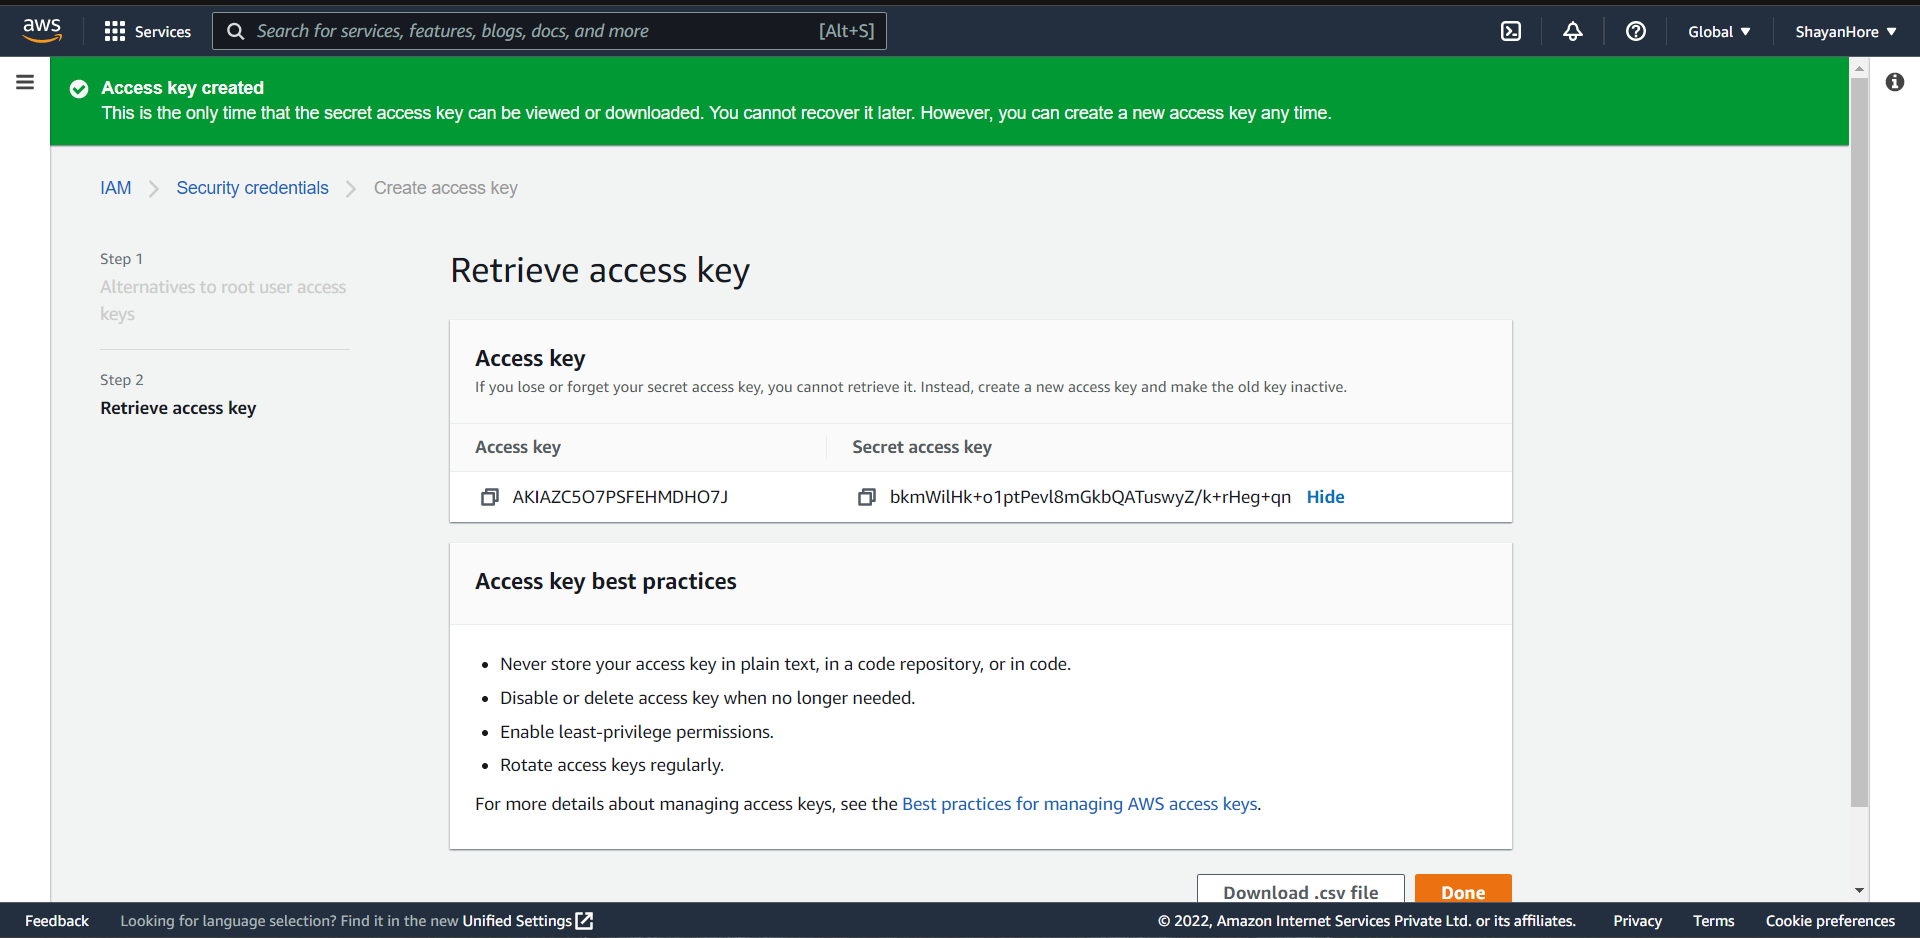 aws
Services
Search for services, features, blogs, docs, and more
[Alt+S]
Global
ShayanHore
Access key created
This is the only time that the secret access key can be viewed or downloaded. You cannot recover it later. However, you can create a new access key any time.
IAM
Security credentials
Create access key
Step 1
Alternatives to root user access
keys
Step 2
Retrieve access key
Retrieve access key
Access key
If you lose or forget your secret access key, you cannot retrieve it. Instead, create a new access key and make the old key inactive.
Access key
Secret access key
AKIAZC5O7PSFEHMDHO7J
Hide
Access key best practices
Never store your access key in plain text, in a code repository, or in code.
Disable or delete access key when no longer needed.
Enable least-privilege permissions.
Rotate access keys regularly.
For more details about managing access keys, see the Best practices for managing AWS access keys.
Download .csv file
Done
Feedback
Looking for language selection? Find it in the new Unified Settings
© 2022, Amazon Internet Services Private Ltd. or its affiliates.
Privacy
Terms
Cookie preferences